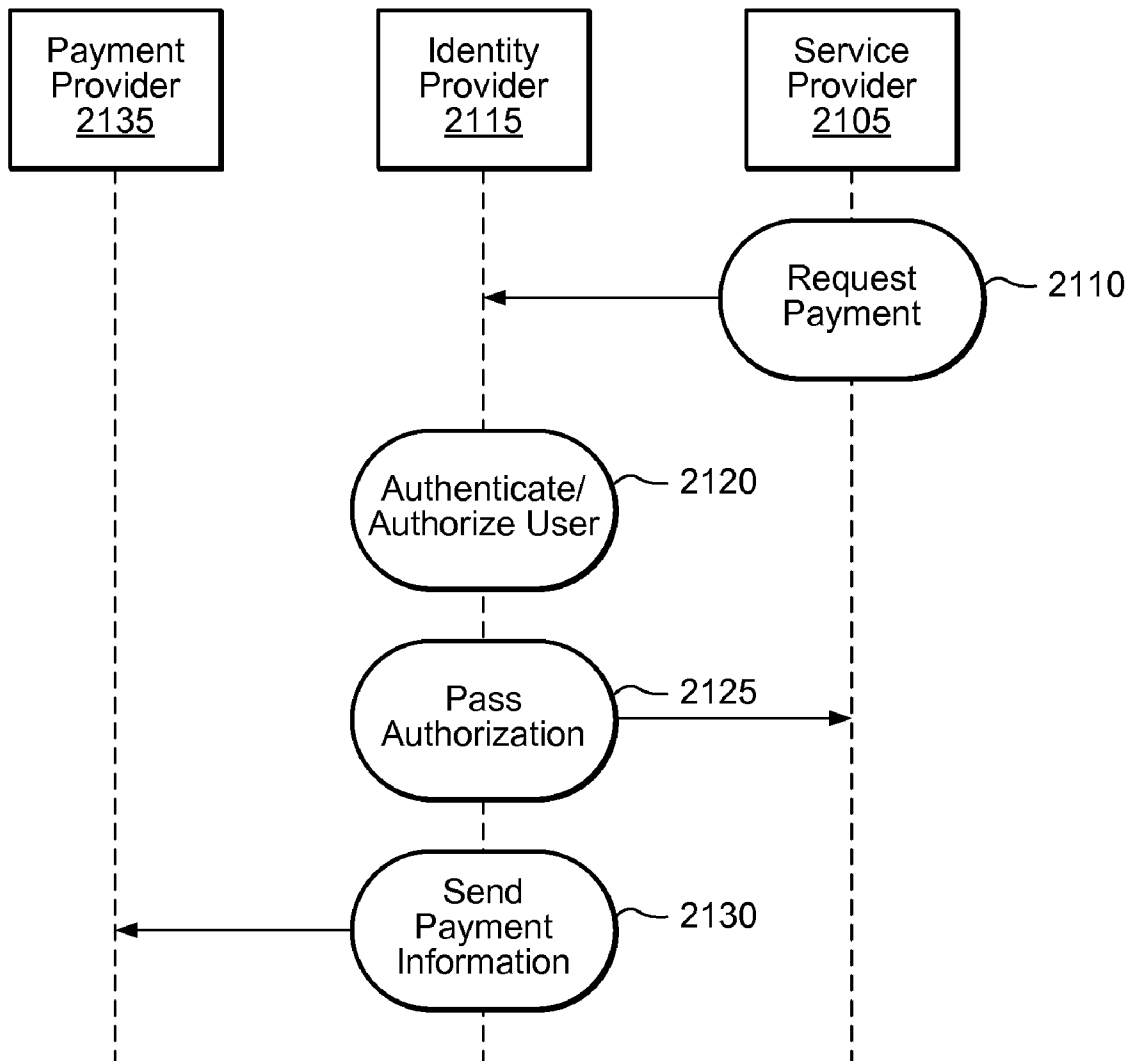 Payment
Provider
2135
Identity
Provider
2115
Service
Provider
2105
Request
Payment
2110
Authenticate/
Authorize User
2120
Pass
Authorization
2125
Send
Payment
Information
2130